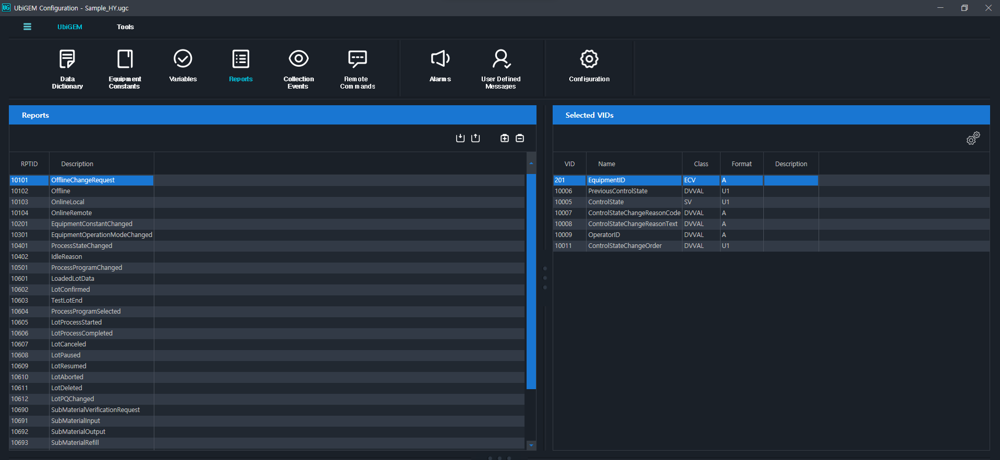 UG UbiGEM Configuration - Sample_HY.ugc
UbiGEM Tools
Data Dictionary
Equipment Constants
Variables
Reports
Collection Events
Remote Commands
Alarms
User Defined Messages
Configuration
Reports
RPTID Description
10101 OfflineChangeRequest
10102 Offline
10103 OnlineLocal
10104 OnlineRemote
10201 EquipmentConstantChanged
10301 EquipmentOperationModeChanged
10401 ProcessStateChanged
10402 IdleReason
10501 ProcessProgramChanged
10601 LoadedLotData
10602 LotConfirmed
10603 TestLotEnd
10604 ProcessProgramSelected
10605 LotProcessStarted
10606 LotProcessCompleted
10607 LotCanceled
10608 LotPaused
10609 LotResumed
10610 LotAborted
10611 LotDeleted
10612 LotPQChanged
10690 SubMaterialVerificationRequest
10691 SubMaterialInput
10692 SubMaterialOutput
10693 SubMaterialRefill
Selected VIDs
VID Name Class Format Description
201 EquipmentID ECV A
10006 PreviousControlState DVVAL U1
10005 ControlState SV U1
10007 ControlStateChangeReasonCode DVVAL A
10008 ControlStateChangeReasonText DVVAL A
10009 OperatorID DVVAL A
10011 ControlStateChangeOrder DVVAL U1